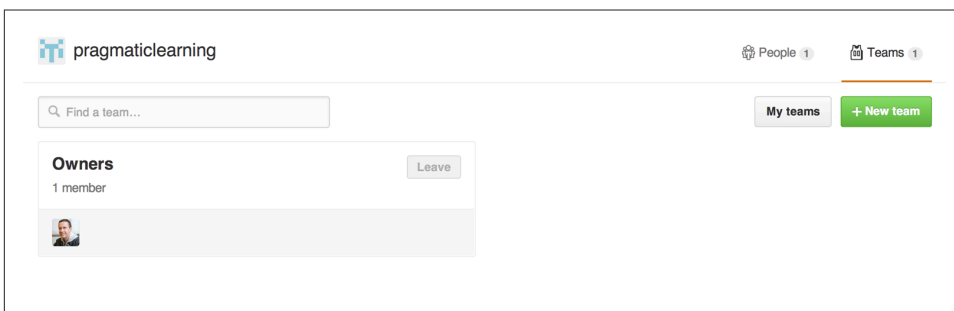 pragmaticlearning
People 1
Teams 1
Find a team...
My teams
+ New team
Owners
Leave
1 member